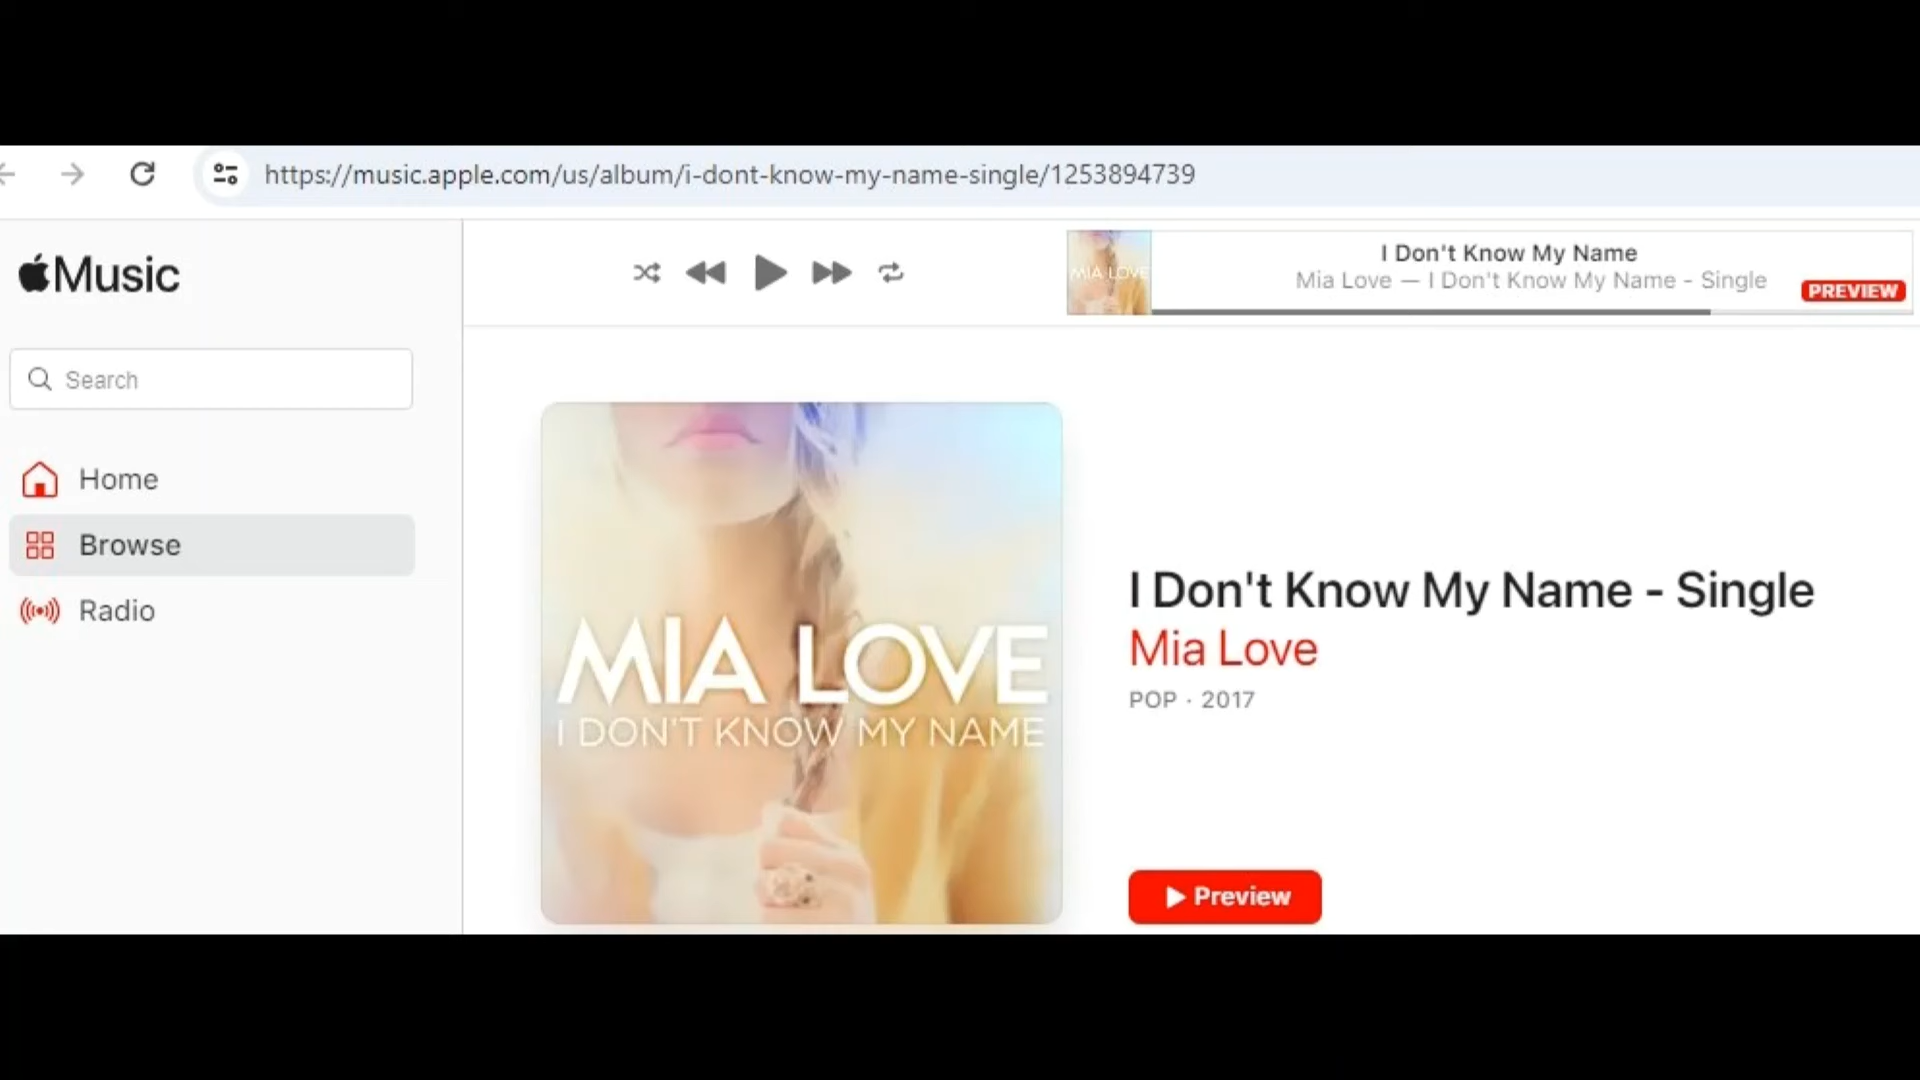 https://music.apple.com/us/album/i-dont-know-my-name-single/1253894739
Music
Search
Home
Browse
Radio
MIA LOVE
I Don't Know My Name
Mia Love — I Don't Know My Name - Single
PREVIEW
MIA LOVE
I DON'T KNOW MY NAME
I Don't Know My Name - Single
Mia Love
POP · 2017
Preview